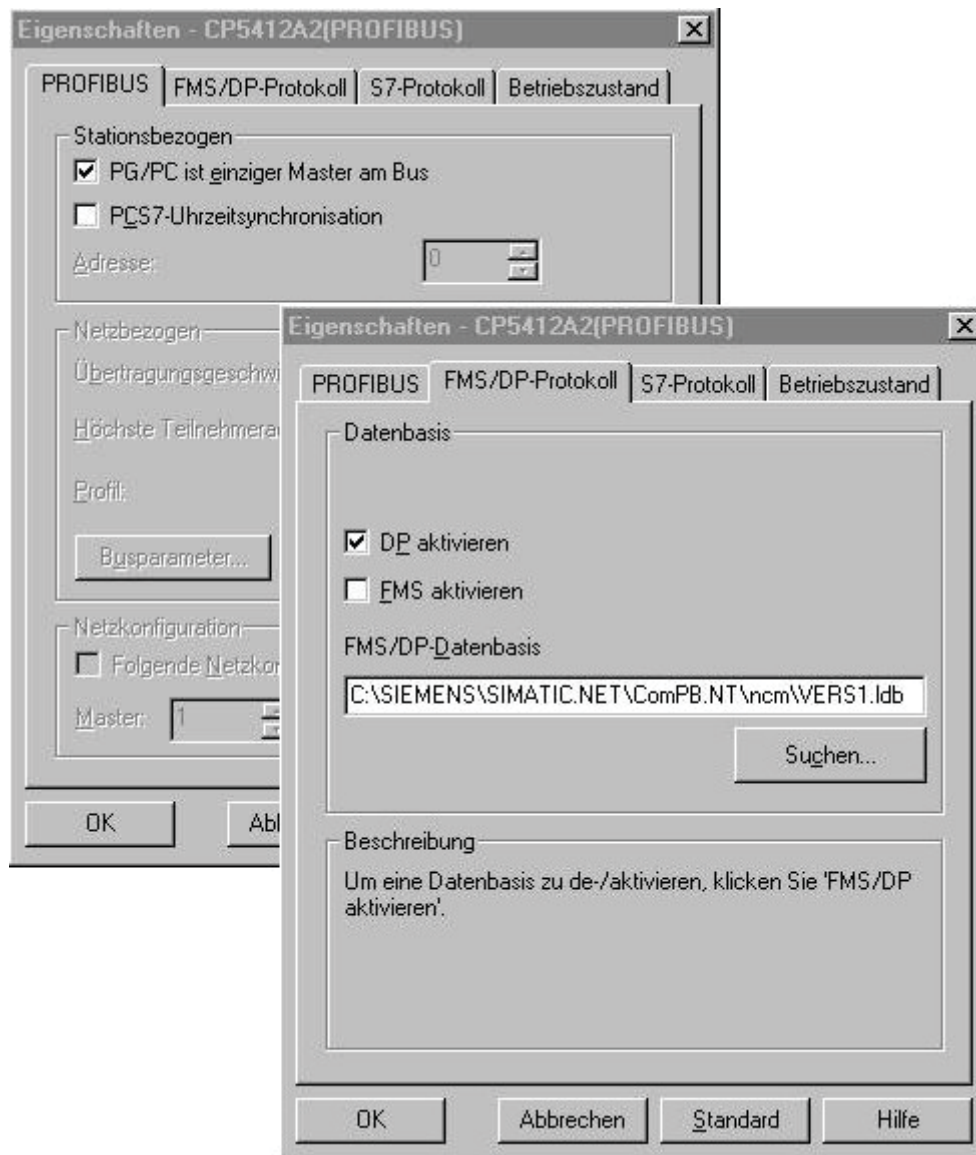 Eigenschaften - CP5412A2(PROFIBUS)
PROFIBUS FMS/DP-Protokoll S7-Protokoll Betriebszustand
Stationsbezogen
PG/PC ist einziger Master am Bus
PCS7-Uhrzeitsynchronisation
Adresse: 0
Netzbezogen
Übertragungsgeschwi
Höchste Teilnehmera
Profil:
Busparameter...
Netzkonfiguration
Folgende Netzkon
Master: 1
OK Abb
Eigenschaften - CP5412A2(PROFIBUS)
PROFIBUS FMS/DP-Protokoll S7-Protokoll Betriebszustand
Datenbasis
DP aktivieren
FMS aktivieren
FMS/DP-Datenbasis
C:\SIEMENS\SIMATIC.NET\ComPB.NT\ncm\VERS1.ldb
Suchen...
Beschreibung
Um eine Datenbasis zu de-/aktivieren, klicken Sie 'FMS/DP
aktivieren'.
OK Abbrechen Standard Hilfe